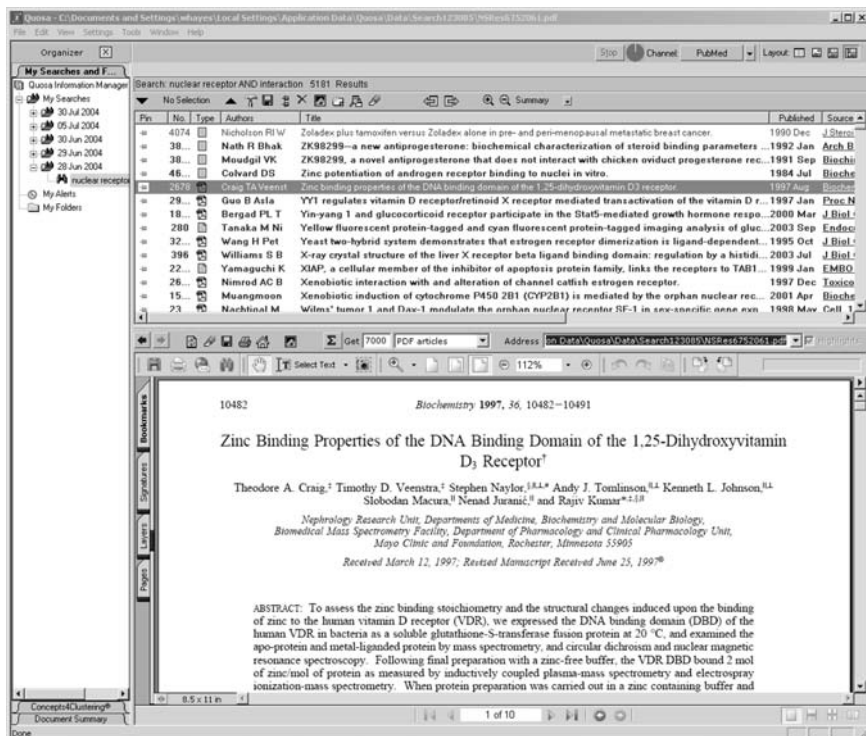 Quosa - C:\Documents and Settings\whayes\Local Settings\Application Data\Quosa\Data\Search123085\NSRes6752061.pdf
File Edit View Settings Tools Window Help
Organizer Stop Channel: PubMed Layout:
My Searches and F...
Search: nuclear receptor AND interaction 5181 Results
Quosa Information Manager
No Selection Summary
My Searches
30 Jul 2004
05 Jul 2004
30 Jun 2004
29 Jun 2004
28 Jun 2004
nuclear receptor
My Alerts
My Folders
Pin No. Type Authors Title Published Source
4074 Nicholson RI W Zoladex plus tamoxifen versus Zoladex alone in pre- and peri-menopausal metastatic breast cancer. 1990 Dec J Steroi
38... Nath R Bhak ZK98299—a new antiprogesterone: biochemical characterization of steroid binding parameters ... 1992 Jan Arch B
38... Moudgil VK ZK98299, a novel antiprogesterone that does not interact with chicken oviduct progesterone rec... 1991 Sep Biochi
46... Colvard DS Zinc potentiation of androgen receptor binding to nuclei in vitro. 1984 Jul Bioche
2678 Craig TA Veenst Zinc binding properties of the DNA binding domain of the 1,25-dihydroxyvitamin D3 receptor. 1997 Aug Bioche
29... Guo B Asla YY1 regulates vitamin D receptor/retinoid X receptor mediated transactivation of the vitamin D r... 1997 Jan Proc N
18... Bergad PL T Yin-yang 1 and glucocorticoid receptor participate in the Stat5-mediated growth hormone respo... 2000 Mar J Biol
280 Tanaka M Ni Yellow fluorescent protein-tagged and cyan fluorescent protein-tagged imaging analysis of gluc... 2003 Sep Endoc
32... Wang H Pet Yeast two-hybrid system demonstrates that estrogen receptor dimerization is ligand-dependent... 1995 Oct J Biol
396 Williams S B X-ray crystal structure of the liver X receptor beta ligand binding domain: regulation by a histidi... 2003 Jul J Biol
22... Yamaguchi K XIAP, a cellular member of the inhibitor of apoptosis protein family, links the receptors to TAB1... 1999 Jan EMBO
26... Nimrod AC B Xenobiotic interaction with and alteration of channel catfish estrogen receptor. 1997 Dec Toxico
15... Muangmoon Xenobiotic induction of cytochrome P450 2B1 (CYP2B1) is mediated by the orphan nuclear rec... 2001 Apr Bioche
23 Nachtigal M Wilms' tumor 1 and Dax-1 modulate the orphan nuclear receptor SF-1 in sex-specific gene exp 1998 May Cell. 1
Σ Get 7000 PDF articles Address on Data\Quosa\Data\Search123085\NSRes6752061.pdf Highlights
Select Text 112%
Bookmarks
Signatures
Layers
Pages
10482 Biochemistry 1997, 36, 10482−10491
Zinc Binding Properties of the DNA Binding Domain of the 1,25-Dihydroxyvitamin
D3 Receptor†
Theodore A. Craig,‡ Timothy D. Veenstra,‡ Stephen Naylor, Andy J. Tomlinson, Kenneth L. Johnson,
Slobodan Macura, Nenad Juranić, and Rajiv Kumar
Nephrology Research Unit, Departments of Medicine, Biochemistry and Molecular Biology,
Biomedical Mass Spectrometry Facility, Department of Pharmacology and Clinical Pharmacology Unit,
Mayo Clinic and Foundation, Rochester, Minnesota 55905
Received March 12, 1997; Revised Manuscript Received June 25, 1997
ABSTRACT: To assess the zinc binding stoichiometry and the structural changes induced upon the binding
of zinc to the human vitamin D receptor (VDR), we expressed the DNA binding domain (DBD) of the
human VDR in bacteria as a soluble glutathione-S-transferase fusion protein at 20 °C, and examined the
apo-protein and metal-liganded protein by mass spectrometry, and circular dichroism and nuclear magnetic
resonance spectroscopy. Following final preparation with a zinc-free buffer, the VDR DBD bound 2 mol
of zinc/mol of protein as measured by inductively coupled plasma-mass spectrometry and electrospray
ionization-mass spectrometry. When protein preparation was carried out in a zinc containing buffer and
8.5 x 11 in
Concepts4Clustering®
Document Summary
1 of 10
Done